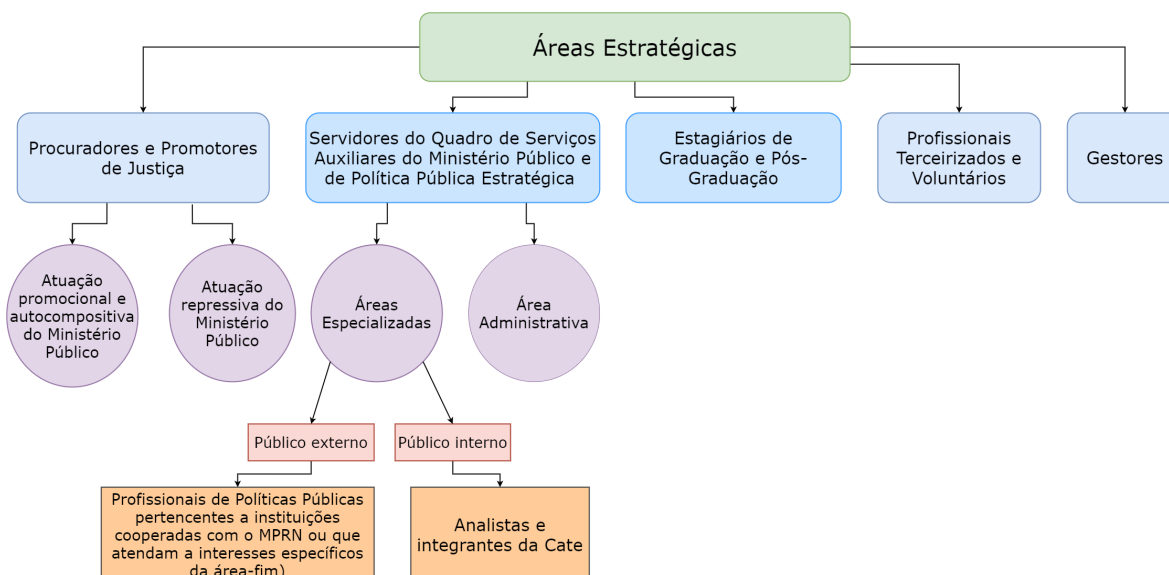 Áreas Estratégicas
Procuradores e Promotores
de Justiça
Servidores do Quadro de Serviços
Auxiliares do Ministério Público e
de Política Pública Estratégica
Estagiários de
Graduação e Pós-
Graduação
Profissionais
Terceirizados e
Voluntários
Gestores
Atuação
promocional e
autocompositiva
do Ministério
Público
Atuação
repressiva do
Ministério
Público
Áreas
Especializadas
Área
Administrativa
Público externo
Público interno
Profissionais de Políticas Públicas
pertencentes a instituições
cooperadas com o MPRN ou que
atendam a interesses específicos
da área-fim)
Analistas e
integrantes da Cate